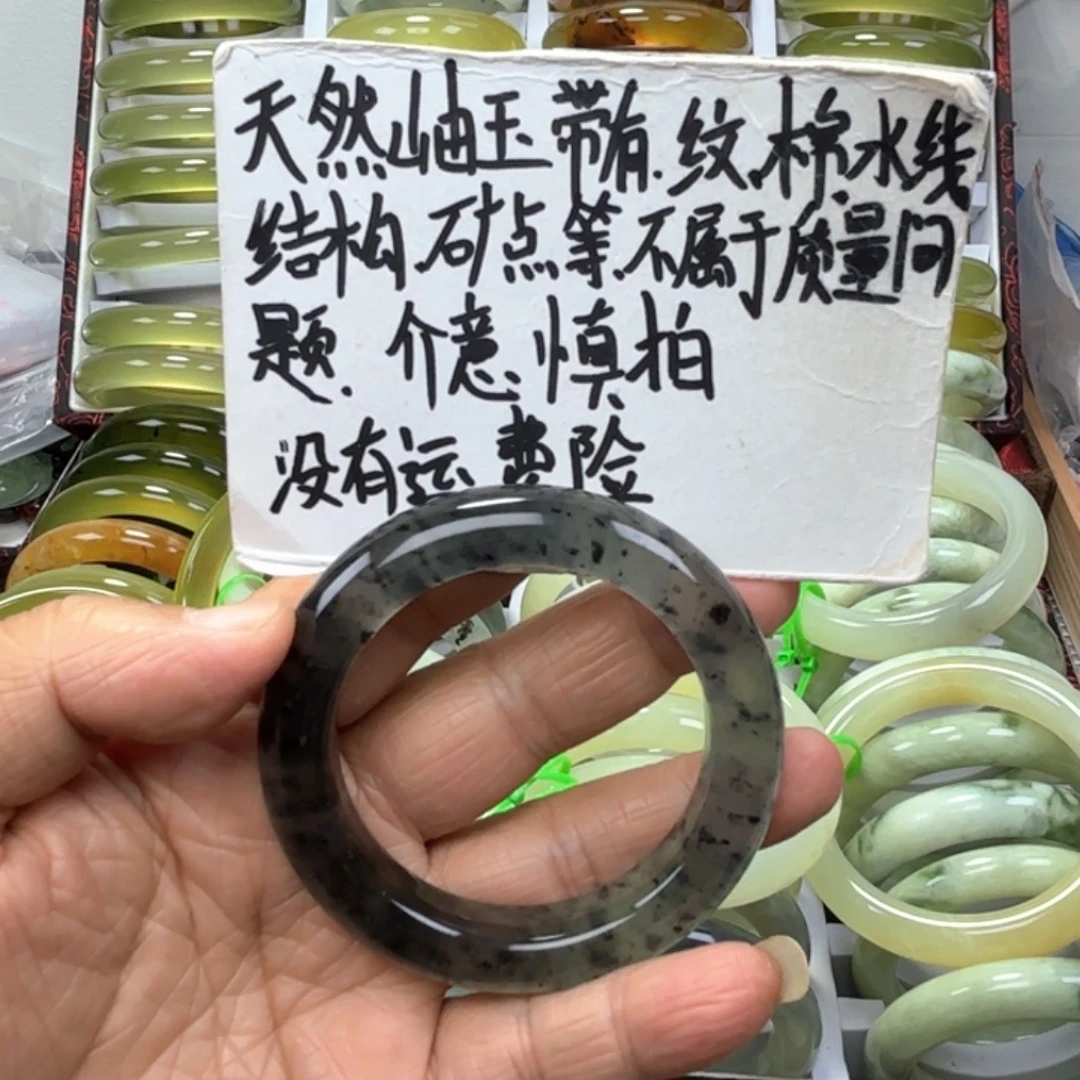 天然岫玉带有.纹.棉.水线
结构.矿点等.不属于质量问
题.介意.慎拍
没有运费险